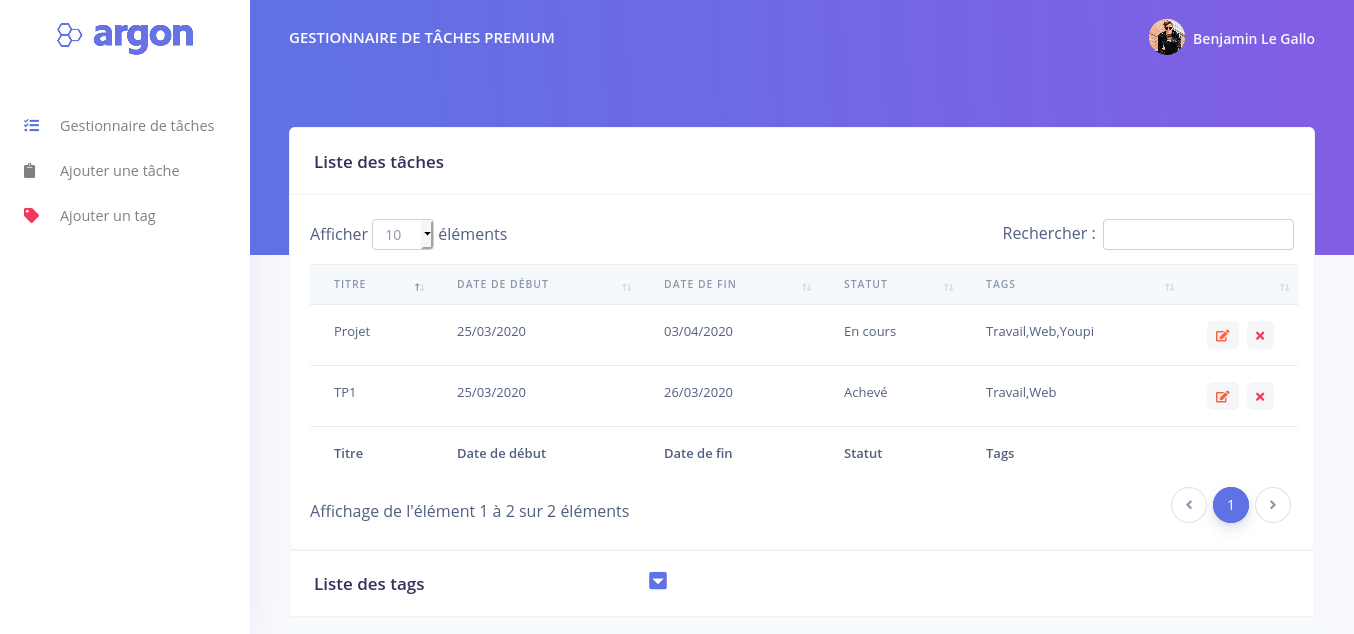 argon
GESTIONNAIRE DE TÂCHES PREMIUM
Benjamin Le Gallo
Gestionnaire de tâches
Ajouter une tâche
Ajouter un tag
Liste des tâches
Afficher 10 éléments
Rechercher :
TITRE DATE DE DÉBUT DATE DE FIN STATUT TAGS
Projet 25/03/2020 03/04/2020 En cours Travail,Web,Youpi
TP1 25/03/2020 26/03/2020 Achevé Travail,Web
Titre Date de début Date de fin Statut Tags
Affichage de l'élément 1 à 2 sur 2 éléments
1
Liste des tags